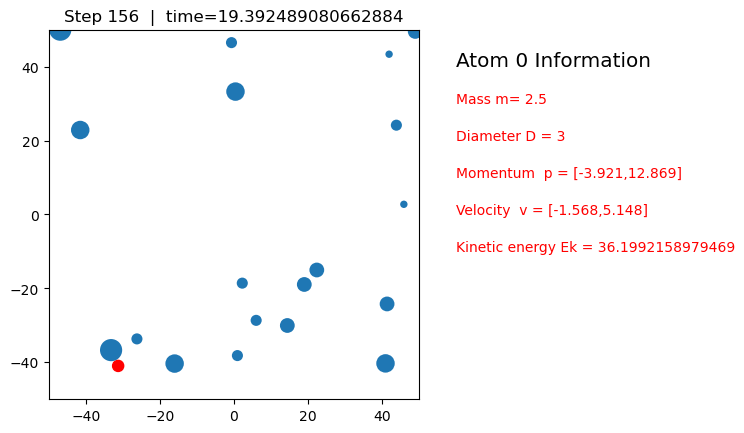 Step 156 | time=19.392489080662884
Atom 0 Information
Mass m= 2.5
Diameter D = 3
Momentum p = [-3.921,12.869]
Velocity v = [-1.568,5.148]
Kinetic energy Ek = 36.1992158979469
40
20
0
−20
−40
−40 −20 0 20 40